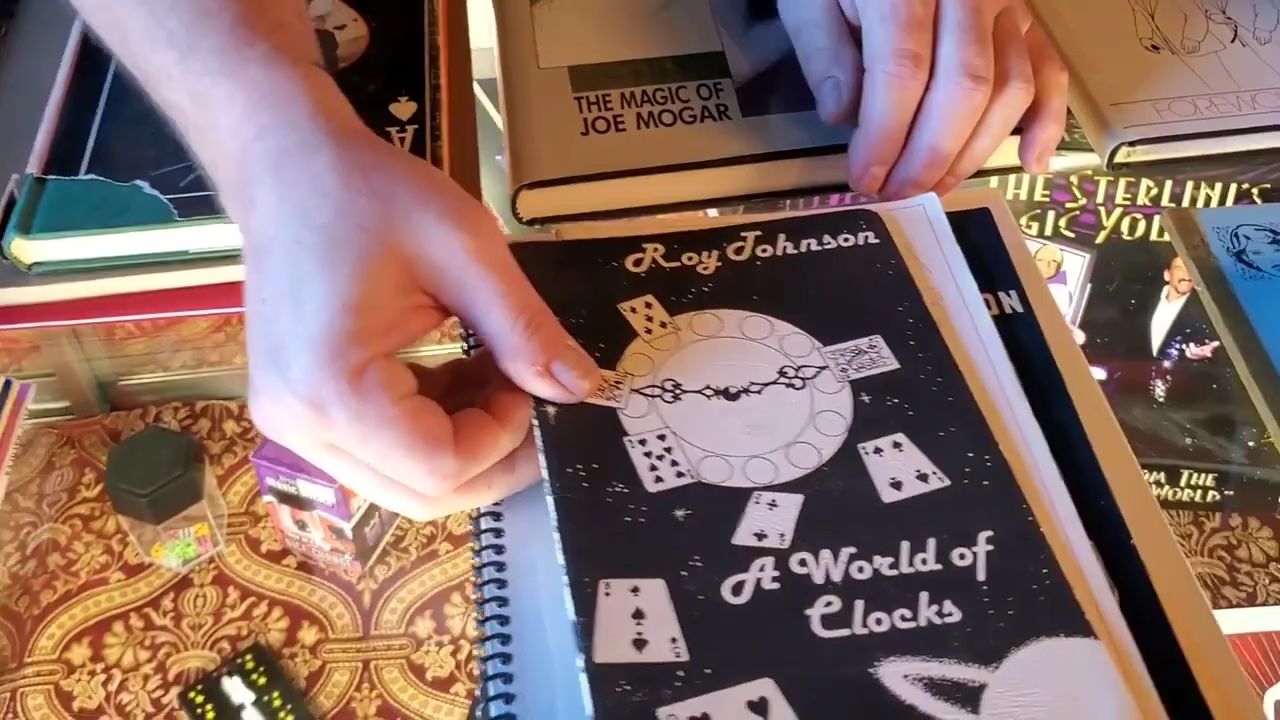 A
THE MAGIC OF
JOE MOGAR
FOREWO
THE STERLINI'S
GIC YOU
Roy Johnson
ON
A World of
Clocks
OM THE
WORLD"